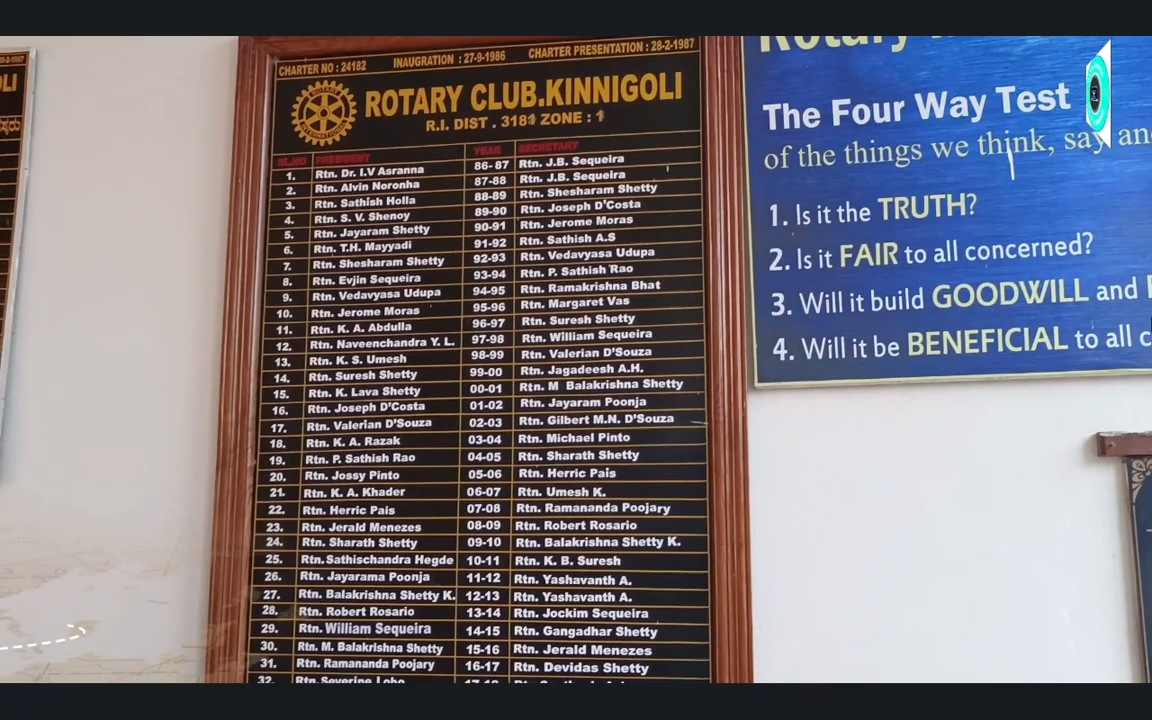 CHARTER NO : 24182 INAUGRATION : 27-9-1986 CHARTER PRESENTATION : 28-2-1987
ROTARY CLUB.KINNIGOLI
R.I. DIST . 3181 ZONE : 1
SL.NO PRESIDENT YEAR SECRETARY
1. Rtn. Dr. I.V Asranna 86- 87 Rtn. J.B. Sequeira
2. Rtn. Alvin Noronha 87-88 Rtn. J.B. Sequeira
3. Rtn. Sathish Holla 88-89 Rtn. Shesharam Shetty
4. Rtn. S. V. Shenoy 89-90 Rtn. Joseph D'Costa
5. Rtn. Jayaram Shetty 90-91 Rtn. Jerome Moras
6. Rtn. T.H. Mayyadi 91-92 Rtn. Sathish A.S
7. Rtn. Shesharam Shetty 92-93 Rtn. Vedavyasa Udupa
8. Rtn. Evjin Sequeira 93-94 Rtn. P. Sathish Rao
9. Rtn. Vedavyasa Udupa 94-95 Rtn. Ramakrishna Bhat
10. Rtn. Jerome Moras 95-96 Rtn. Margaret Vas
11. Rtn. K. A. Abdulla 96-97 Rtn. Suresh Shetty
12. Rtn. Naveenchandra Y. L. 97-98 Rtn. William Sequeira
13. Rtn. K. S. Umesh 98-99 Rtn. Valerian D'Souza
14. Rtn. Suresh Shetty 99-00 Rtn. Jagadeesh A.H.
15. Rtn. K. Lava Shetty 00-01 Rtn. M Balakrishna Shetty
16. Rtn. Joseph D'Costa 01-02 Rtn. Jayaram Poonja
17. Rtn. Valerian D'Souza 02-03 Rtn. Gilbert M.N. D'Souza
18. Rtn. K. A. Razak 03-04 Rtn. Michael Pinto
19. Rtn. P. Sathish Rao 04-05 Rtn. Sharath Shetty
20. Rtn. Jossy Pinto 05-06 Rtn. Herric Pais
21. Rtn. K. A. Khader 06-07 Rtn. Umesh K.
22. Rtn. Herric Pais 07-08 Rtn. Ramananda Poojary
23. Rtn. Jerald Menezes 08-09 Rtn. Robert Rosario
24. Rtn. Sharath Shetty 09-10 Rtn. Balakrishna Shetty K.
25. Rtn. Sathischandra Hegde 10-11 Rtn. K. B. Suresh
26. Rtn. Jayarama Poonja 11-12 Rtn. Yashavanth A.
27. Rtn. Balakrishna Shetty K. 12-13 Rtn. Yashavanth A.
28. Rtn. Robert Rosario 13-14 Rtn. Jockim Sequeira
29. Rtn. William Sequeira 14-15 Rtn. Gangadhar Shetty
30. Rtn. M. Balakrishna Shetty 15-16 Rtn. Jerald Menezes
31. Rtn. Ramananda Poojary 16-17 Rtn. Devidas Shetty
32. Rtn. Severine Lobo
Rotary
The Four Way Test
of the things we think, say and
1. Is it the TRUTH?
2. Is it FAIR to all concerned?
3. Will it build GOODWILL and
4. Will it be BENEFICIAL to all